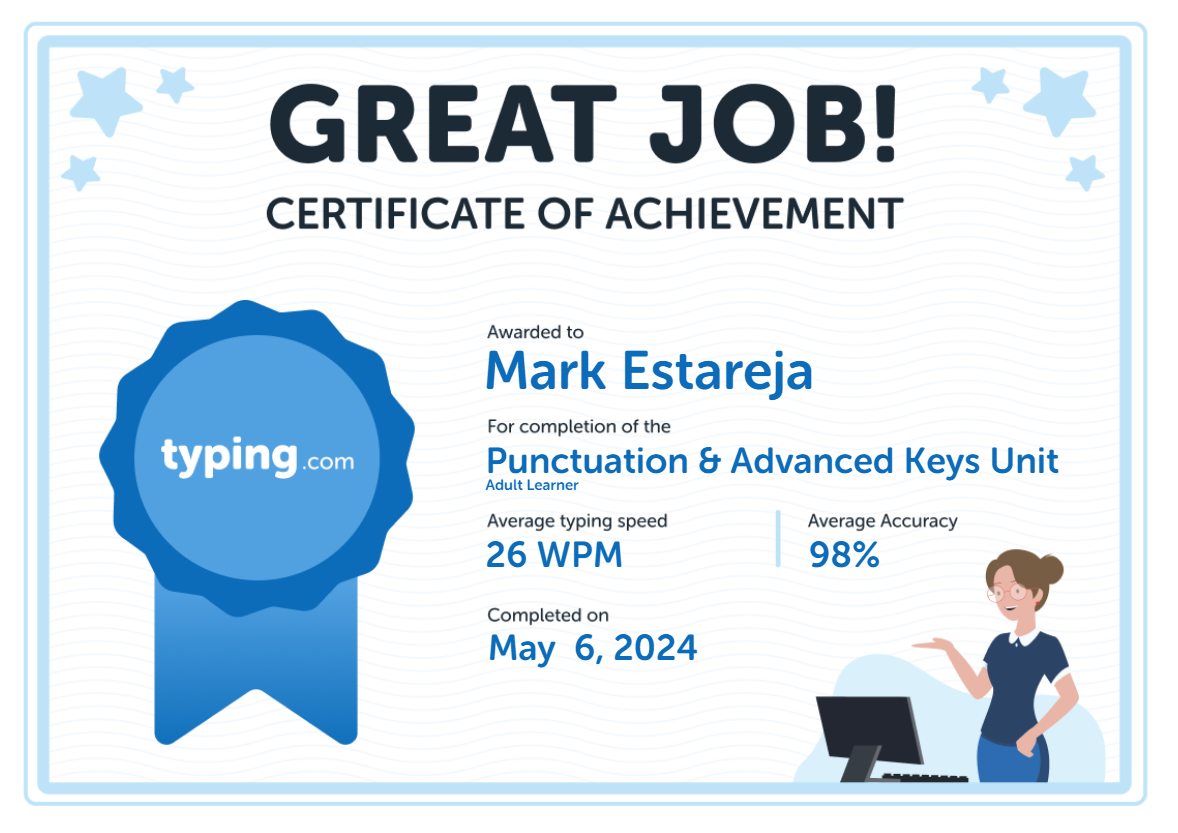 GREAT JOB!
CERTIFICATE OF ACHIEVEMENT
typing.com
Awarded to
Mark Estareja
For completion of the
Punctuation & Advanced Keys Unit
Adult Learner
Average typing speed
26 WPM
Average Accuracy
98%
Completed on
May  6, 2024